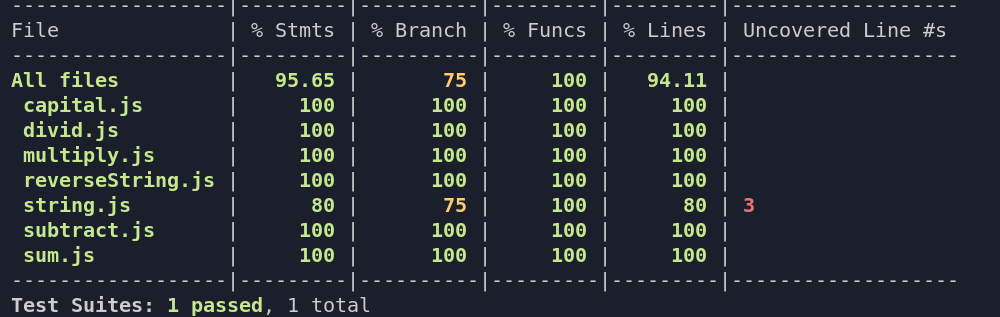 -------------------|---------|----------|---------|---------|-------------------
File               | % Stmts | % Branch | % Funcs | % Lines | Uncovered Line #s
-------------------|---------|----------|---------|---------|-------------------
All files          |   95.65 |       75 |     100 |   94.11 |
 capital.js        |     100 |      100 |     100 |     100 |
 divid.js          |     100 |      100 |     100 |     100 |
 multiply.js       |     100 |      100 |     100 |     100 |
 reverseString.js  |     100 |      100 |     100 |     100 |
 string.js         |      80 |       75 |     100 |      80 | 3
 subtract.js       |     100 |      100 |     100 |     100 |
 sum.js            |     100 |      100 |     100 |     100 |
-------------------|---------|----------|---------|---------|-------------------
Test Suites: 1 passed, 1 total